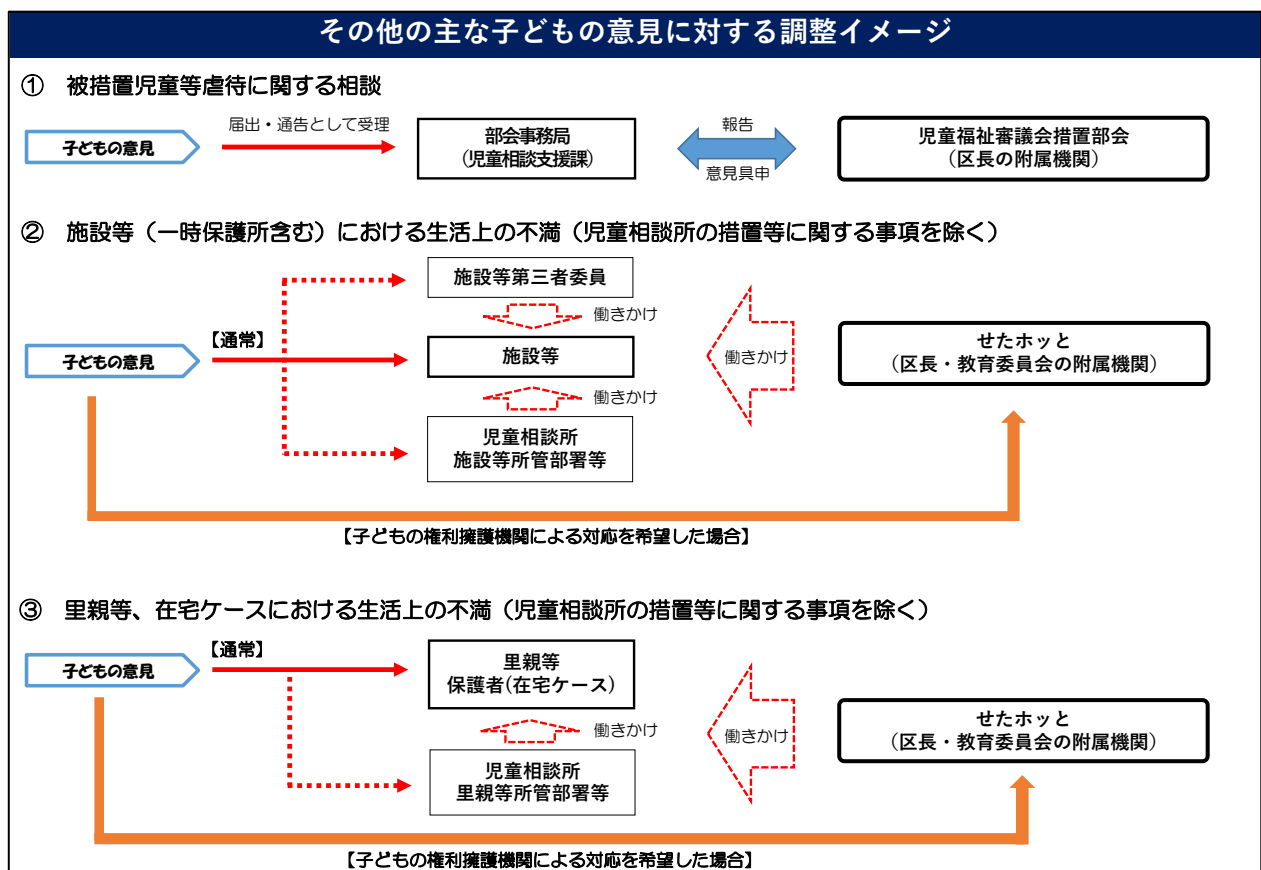 その他の主な子どもの意見に対する調整イメージ
① 被措置児童等虐待に関する相談
子どもの意見
届出・通告として受理
部会事務局
(児童相談支援課)
報告
意見具申
児童福祉審議会措置部会
(区長の附属機関)
② 施設等（一時保護所含む）における生活上の不満（児童相談所の措置等に関する事項を除く）
子どもの意見
【通常】
施設等第三者委員
働きかけ
施設等
働きかけ
児童相談所
施設等所管部署等
働きかけ
せたホッと
(区長・教育委員会の附属機関)
【子どもの権利擁護機関による対応を希望した場合】
③ 里親等、在宅ケースにおける生活上の不満（児童相談所の措置等に関する事項を除く）
子どもの意見
【通常】
里親等
保護者(在宅ケース)
働きかけ
児童相談所
里親等所管部署等
働きかけ
せたホッと
(区長・教育委員会の附属機関)
【子どもの権利擁護機関による対応を希望した場合】